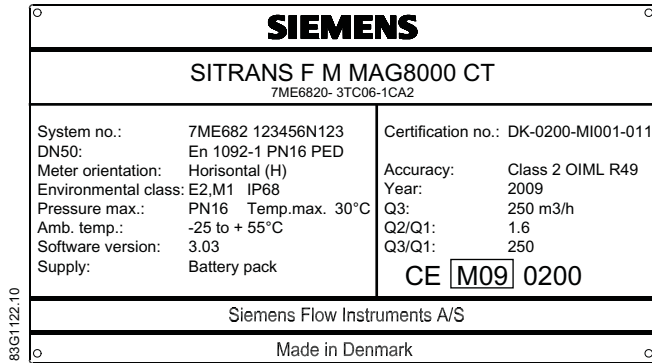 SIEMENS
SITRANS F M MAG8000 CT
7ME6820- 3TC06-1CA2
System no.: 7ME682 123456N123
DN50: En 1092-1 PN16 PED
Meter orientation: Horisontal (H)
Environmental class: E2,M1 IP68
Pressure max.: PN16 Temp.max. 30°C
Amb. temp.: -25 to + 55°C
Software version: 3.03
Supply: Battery pack
Certification no.: DK-0200-MI001-011
Accuracy: Class 2 OIML R49
Year: 2009
Q3: 250 m3/h
Q2/Q1: 1.6
Q3/Q1: 250
CE M09 0200
Siemens Flow Instruments A/S
Made in Denmark
83G1122.10